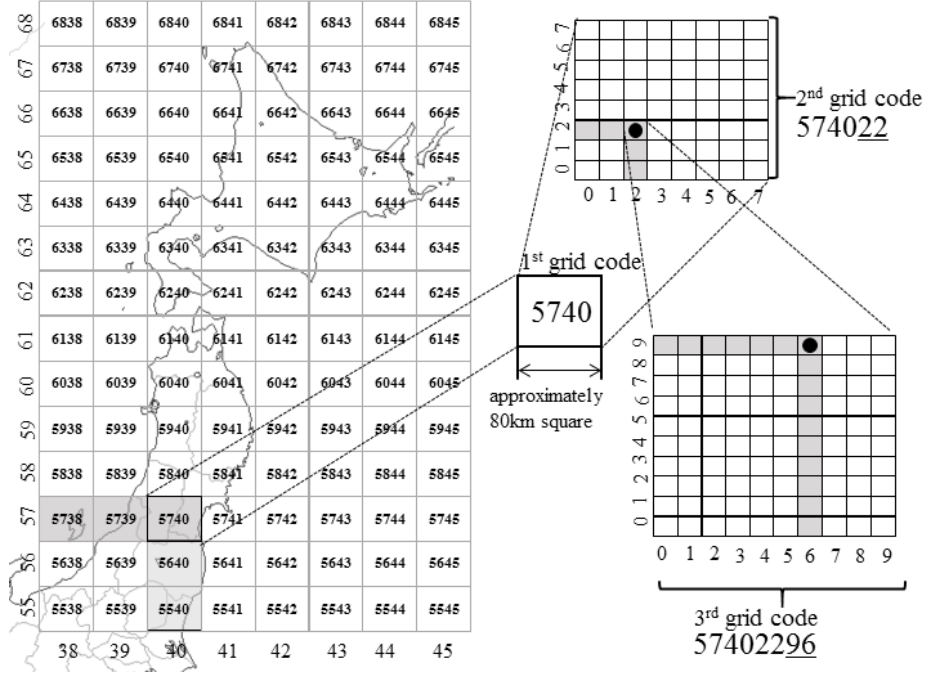 68 6838 6839 6840 6841 6842 6843 6844 6845
67 6738 6739 6740 6741 6742 6743 6744 6745
66 6638 6639 6640 6641 6642 6643 6644 6645
65 6538 6539 6540 6541 6542 6543 6544 6545
64 6438 6439 6440 6441 6442 6443 6444 6445
63 6338 6339 6340 6341 6342 6343 6344 6345
62 6238 6239 6240 6241 6242 6243 6244 6245
61 6138 6139 6140 6141 6142 6143 6144 6145
60 6038 6039 6040 6041 6042 6043 6044 6045
59 5938 5939 5940 5941 5942 5943 5944 5945
58 5838 5839 5840 5841 5842 5843 5844 5845
57 5738 5739 5740 5741 5742 5743 5744 5745
56 5638 5639 5640 5641 5642 5643 5644 5645
55 5538 5539 5540 5541 5542 5543 5544 5545
38 39 40 41 42 43 44 45
0 1 2 3 4 5 6 7
0 1 2 3 4 5 6 7
2nd grid code
574022
1st grid code
5740
approximately
80km square
0 1 2 3 4 5 6 7 8 9
0 1 2 3 4 5 6 7 8 9
3rd grid code
57402296